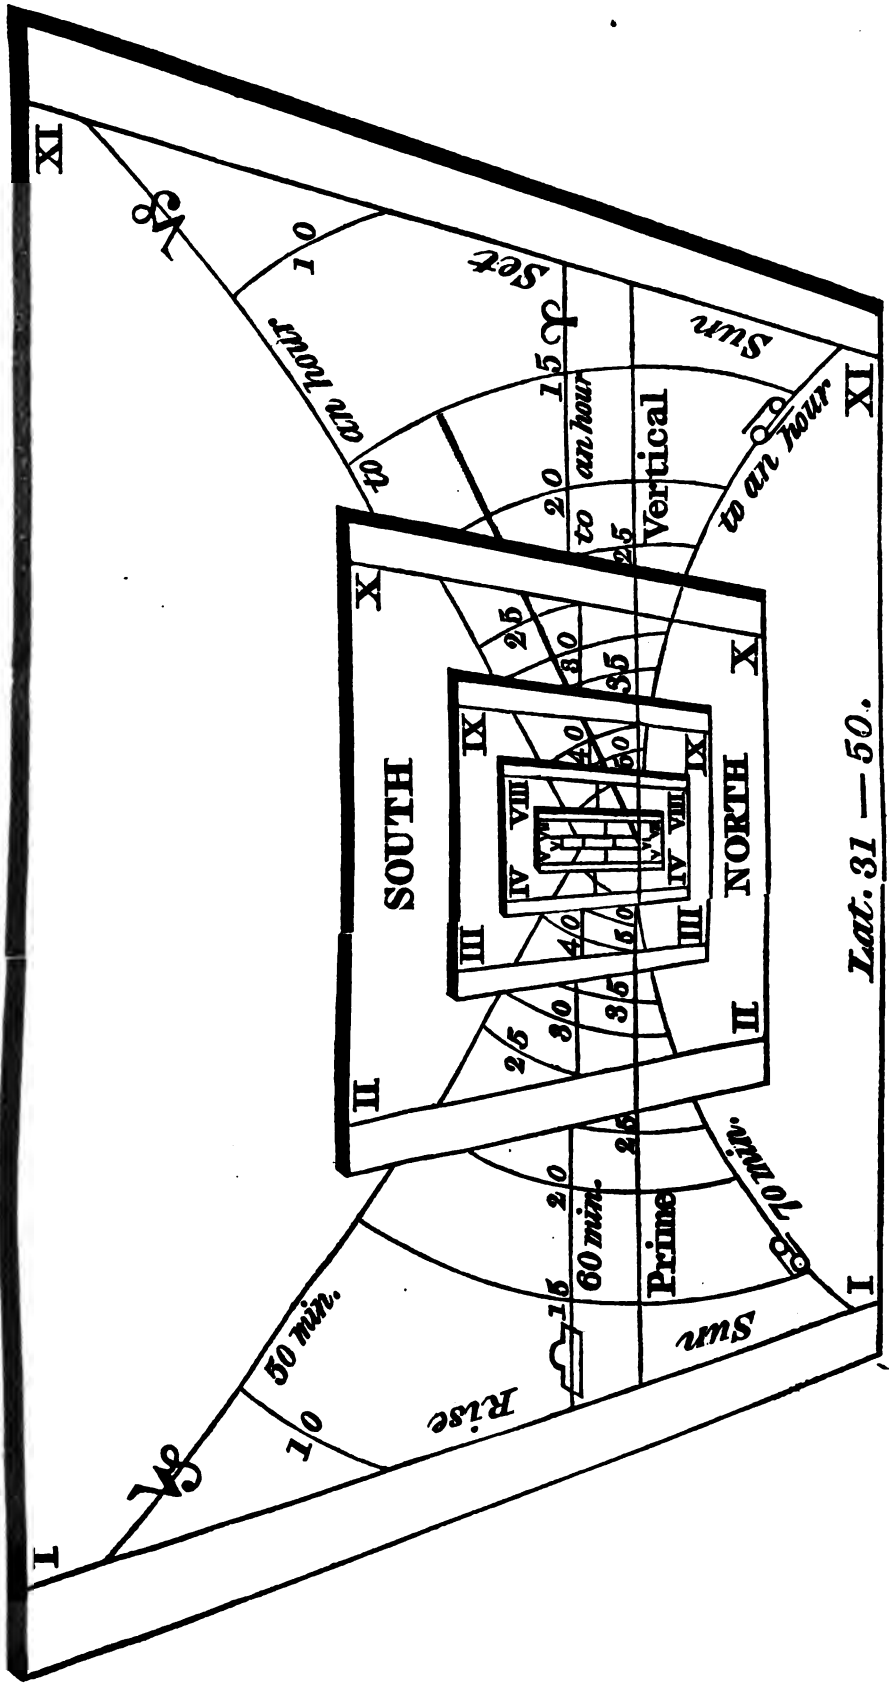 I XI
♑ ♑
10 10
50 min. to an hour
II X
SOUTH
III IX
Rise Set
25 25
IV VIII
♎ 15 20 30 40 40 30 20 15 ♈
60 min. to an hour
25 35 50 50 35 25
Prime Vertical
IV VIII
III IX
Sun Sun
II NORTH X
♋ 70 min. to an hour ♋
I XI
Lat. 31 — 50.